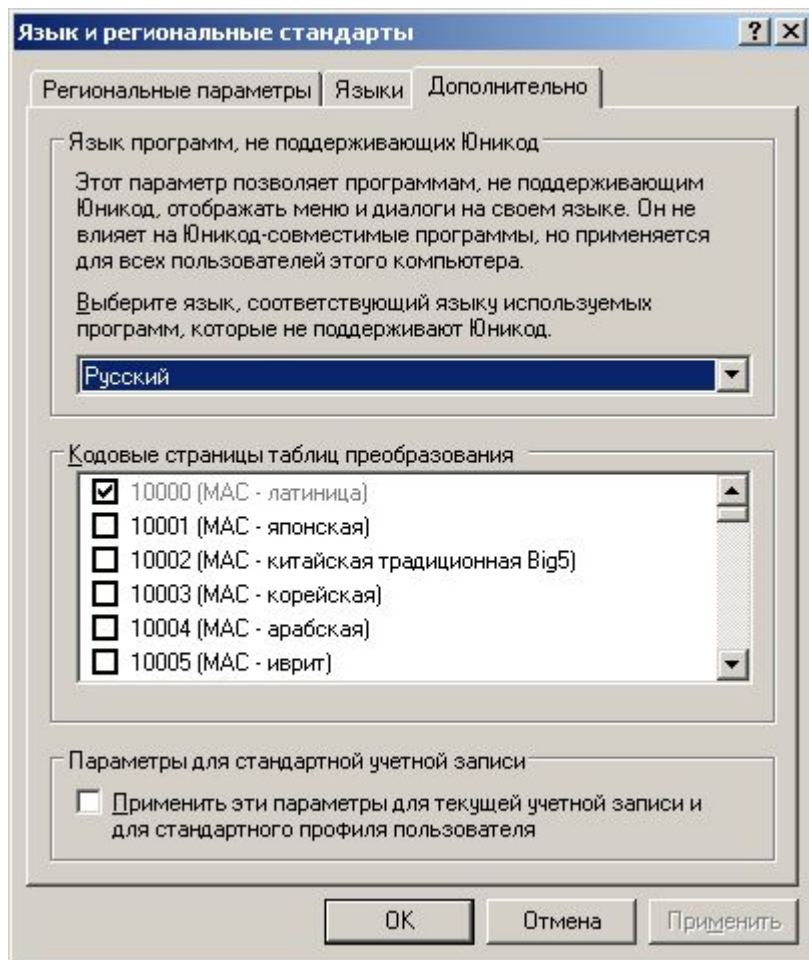 Язык и региональные стандарты
Региональные параметры
Языки
Дополнительно
Язык программ, не поддерживающих Юникод
Этот параметр позволяет программам, не поддерживающим
Юникод, отображать меню и диалоги на своем языке. Он не
влияет на Юникод-совместимые программы, но применяется
для всех пользователей этого компьютера.
Выберите язык, соответствующий языку используемых
программ, которые не поддерживают Юникод.
Русский
Кодовые страницы таблиц преобразования
10000 (MAC - латиница)
10001 (MAC - японская)
10002 (MAC - китайская традиционная Big5)
10003 (MAC - корейская)
10004 (MAC - арабская)
10005 (MAC - иврит)
Параметры для стандартной учетной записи
Применить эти параметры для текущей учетной записи и
для стандартного профиля пользователя
OK
Отмена
Применить